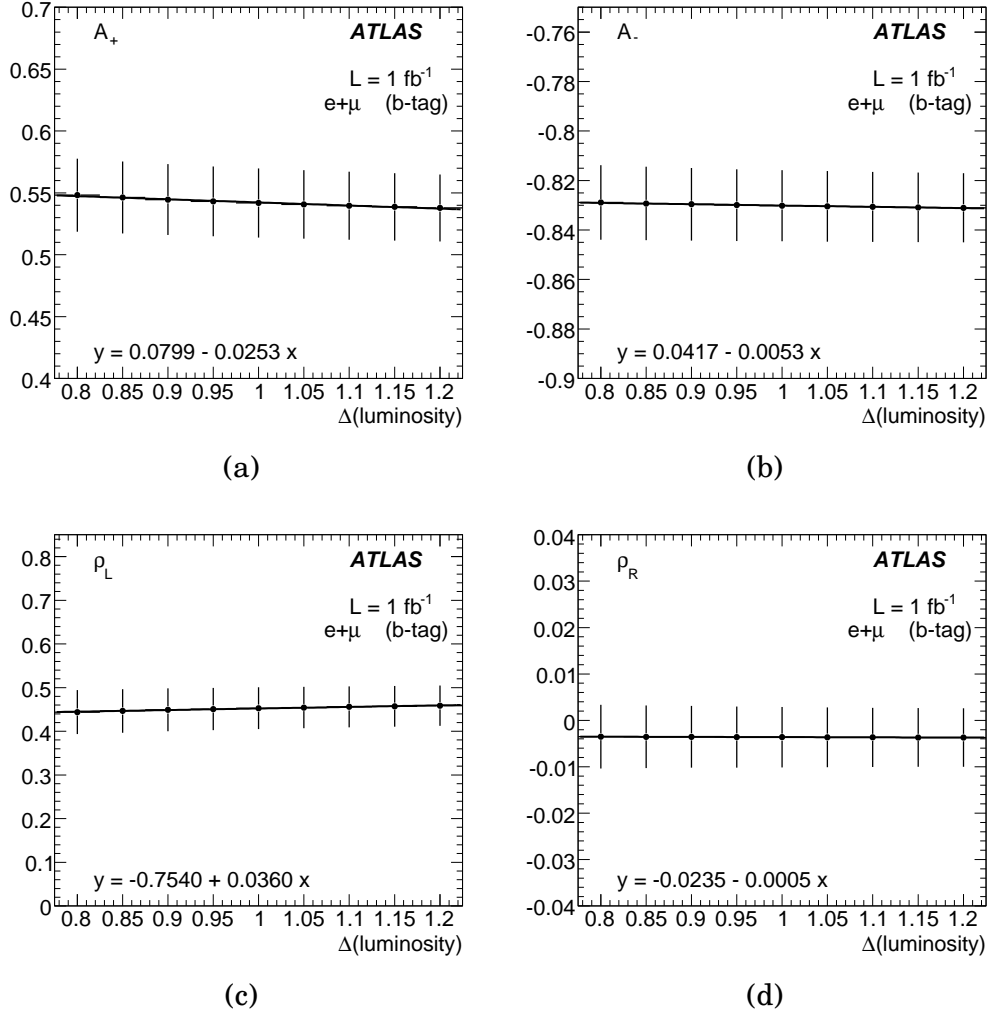 A+ ATLAS
L = 1 fb-1
e+μ (b-tag)
y = 0.0799 - 0.0253 x
0.7
0.65
0.6
0.55
0.5
0.45
0.4
0.8 0.85 0.9 0.95 1 1.05 1.1 1.15 1.2
Δ(luminosity)
(a)
A- ATLAS
L = 1 fb-1
e+μ (b-tag)
y = 0.0417 - 0.0053 x
-0.76
-0.78
-0.8
-0.82
-0.84
-0.86
-0.88
-0.9
0.8 0.85 0.9 0.95 1 1.05 1.1 1.15 1.2
Δ(luminosity)
(b)
ρL ATLAS
L = 1 fb-1
e+μ (b-tag)
y = -0.7540 + 0.0360 x
0.8
0.7
0.6
0.5
0.4
0.3
0.2
0.1
0
0.8 0.85 0.9 0.95 1 1.05 1.1 1.15 1.2
Δ(luminosity)
(c)
ρR ATLAS
L = 1 fb-1
e+μ (b-tag)
y = -0.0235 - 0.0005 x
0.04
0.03
0.02
0.01
0
-0.01
-0.02
-0.03
-0.04
0.8 0.85 0.9 0.95 1 1.05 1.1 1.15 1.2
Δ(luminosity)
(d)